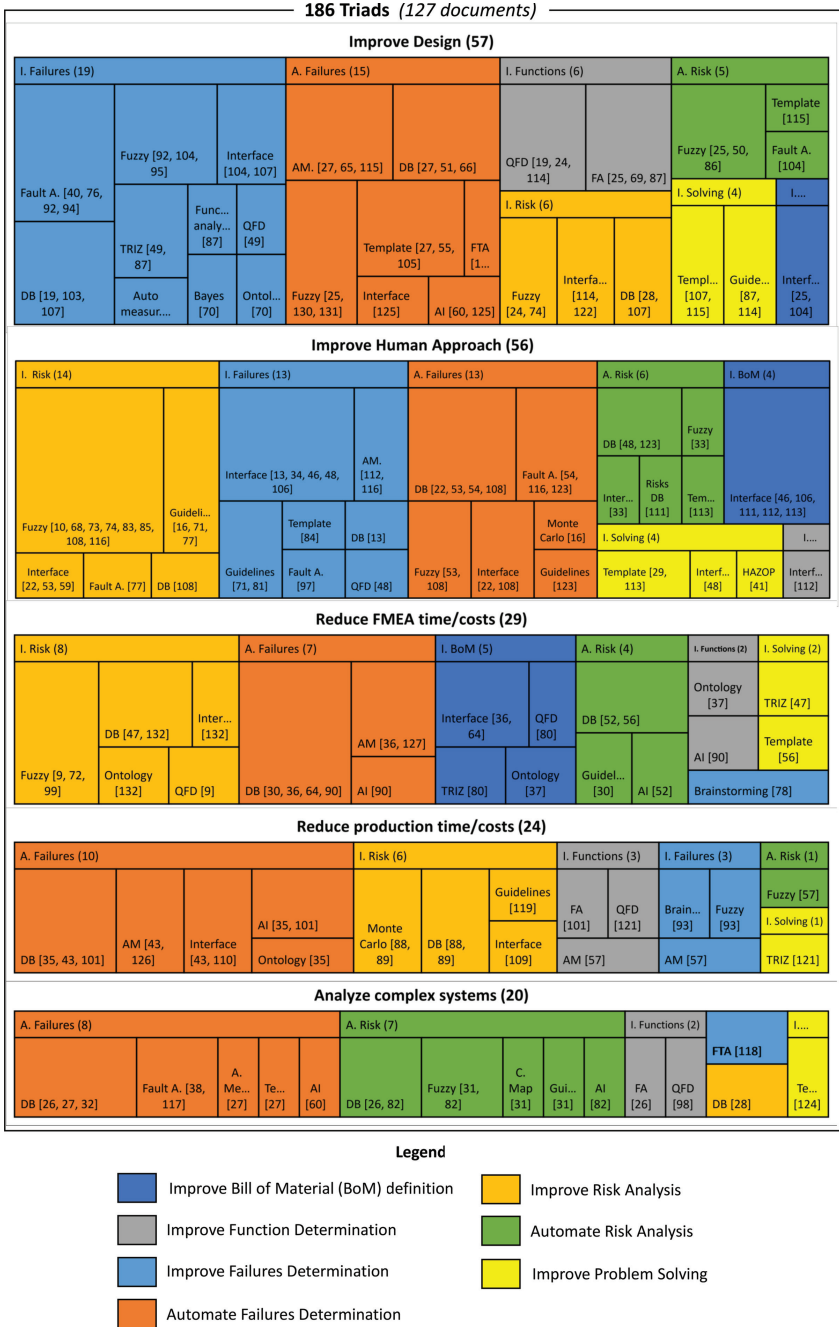 186 Triads (127 documents)
Improve Design (57)
I. Failures (19)
Fault A. [40, 76,
92, 94]
DB [19, 103,
107]
Fuzzy [92, 104,
95]
Interface
[104, 107]
TRIZ [49,
87]
Auto
measur....
Func...
analy...
[87]
QFD
[49]
Bayes
[70]
Ontol...
[70]
A. Failures (15)
AM. [27, 65, 115]
DB [27, 51, 66]
Fuzzy [25,
130, 131]
Template [27, 55,
105]
FTA
[1...
Interface
[125]
AI [60, 125]
I. Functions (6)
QFD [19, 24,
114]
FA [25, 69, 87]
I. Risk (6)
Fuzzy
[24, 74]
Interfa...
[114,
122]
DB [28,
107]
A. Risk (5)
Fuzzy [25, 50,
86]
Template
[115]
Fault A.
[104]
I. Solving (4)
Templ...
[107,
115]
Guide...
[87,
114]
I....
Interf...
[25,
104]
Improve Human Approach (56)
I. Risk (14)
Fuzzy [10, 68, 73, 74, 83, 85,
108, 116]
Guideli...
[16, 71,
77]
Interface
[22, 53, 59]
Fault A. [77]
DB [108]
I. Failures (13)
Interface [13, 34, 46, 48,
106]
AM.
[112,
116]
Guidelines
[71, 81]
Template
[84]
DB [13]
Fault A.
[97]
QFD [48]
A. Failures (13)
DB [22, 53, 54, 108]
Fault A. [54,
116, 123]
Fuzzy [53,
108]
Interface
[22, 108]
Monte
Carlo [16]
Guidelines
[123]
A. Risk (6)
DB [48, 123]
Fuzzy
[33]
Inter...
[33]
Risks
DB
[111]
Tem...
[113]
I. BoM (4)
Interface [46, 106,
111, 112, 113]
I. Solving (4)
Template [29,
113]
Interf...
[48]
HAZOP
[41]
I....
Interf...
[112]
Reduce FMEA time/costs (29)
I. Risk (8)
Fuzzy [9, 72,
99]
DB [47, 132]
Inter...
[132]
Ontology
[132]
QFD [9]
A. Failures (7)
DB [30, 36, 64, 90]
AM [36, 127]
AI [90]
I. BoM (5)
Interface [36,
64]
QFD
[80]
TRIZ [80]
Ontology
[37]
A. Risk (4)
DB [52, 56]
Guidel...
[30]
AI [52]
I. Functions (2)
Ontology
[37]
AI [90]
I. Solving (2)
TRIZ [47]
Template
[56]
Brainstorming [78]
Reduce production time/costs (24)
A. Failures (10)
DB [35, 43, 101]
AM [43,
126]
Interface
[43, 110]
AI [35, 101]
Ontology [35]
I. Risk (6)
Monte
Carlo [88,
89]
DB [88,
89]
Guidelines
[119]
Interface
[109]
I. Functions (3)
FA
[101]
QFD
[121]
AM [57]
I. Failures (3)
Brain...
[93]
Fuzzy
[93]
AM [57]
A. Risk (1)
Fuzzy [57]
I. Solving (1)
TRIZ [121]
Analyze complex systems (20)
A. Failures (8)
DB [26, 27, 32]
Fault A. [38,
117]
A.
Me...
[27]
Te...
[27]
AI
[60]
A. Risk (7)
DB [26, 82]
Fuzzy [31,
82]
C.
Map
[31]
Gui...
[31]
AI
[82]
I. Functions (2)
FA
[26]
QFD
[98]
FTA [118]
DB [28]
I....
Te...
[124]
Legend
Improve Bill of Material (BoM) definition
Improve Function Determination
Improve Failures Determination
Automate Failures Determination
Improve Risk Analysis
Automate Risk Analysis
Improve Problem Solving